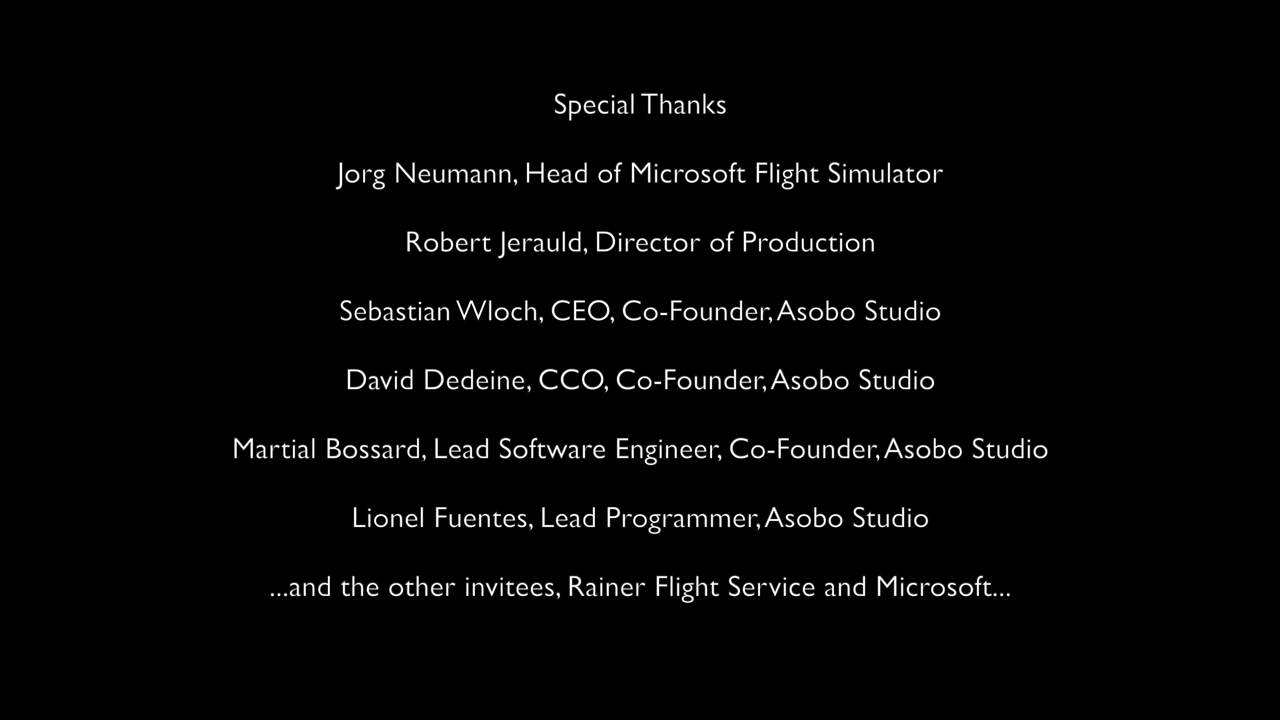 Special Thanks
Jorg Neumann, Head of Microsoft Flight Simulator
Robert Jerauld, Director of Production
Sebastian Wloch, CEO, Co-Founder, Asobo Studio
David Dedeine, CCO, Co-Founder, Asobo Studio
Martial Bossard, Lead Software Engineer, Co-Founder, Asobo Studio
Lionel Fuentes, Lead Programmer, Asobo Studio
...and the other invitees, Rainer Flight Service and Microsoft...